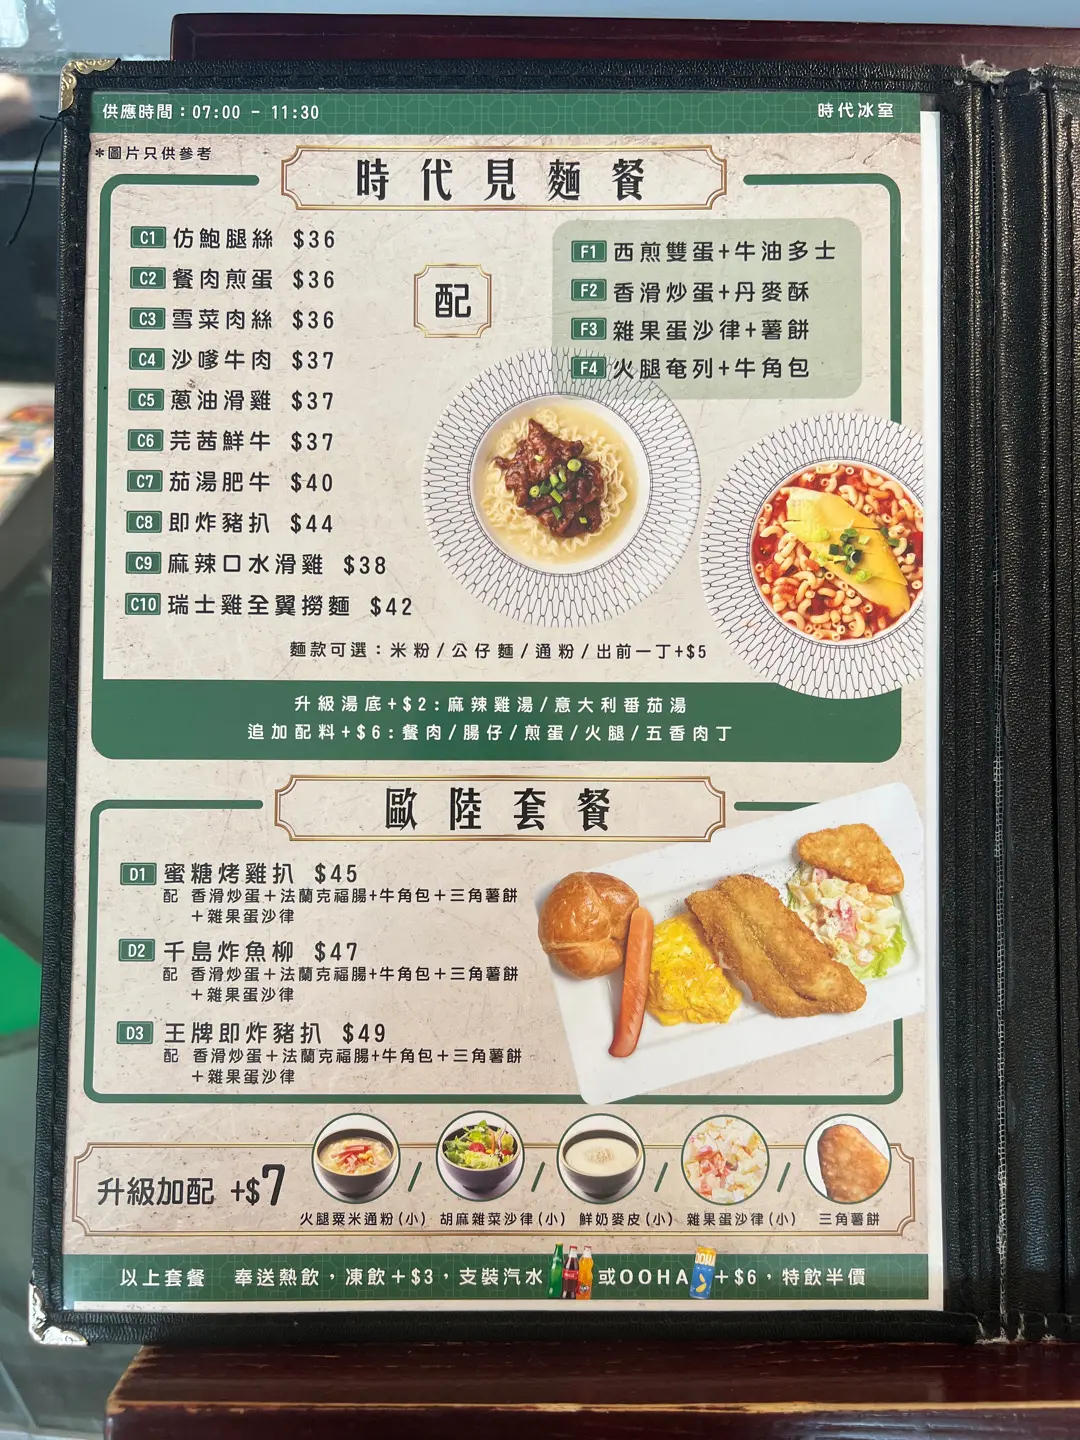 供應時間：07:00 - 11:30
時代冰室
*圖片只供參考
時代見麵餐
C1 仿鮑腿絲 $36
C2 餐肉煎蛋 $36
C3 雪菜肉絲 $36
C4 沙嗲牛肉 $37
C5 蔥油滑雞 $37
C6 芫茜鮮牛 $37
C7 茄湯肥牛 $40
C8 即炸豬扒 $44
C9 麻辣口水滑雞 $38
C10 瑞士雞全翼撈麵 $42
配
F1 西煎雙蛋+牛油多士
F2 香滑炒蛋+丹麥酥
F3 雜果蛋沙律+薯餅
F4 火腿奄列+牛角包
麵款可選：米粉/公仔麵/通粉/出前一丁+$5
升級湯底+$2:麻辣雞湯/意大利番茄湯
追加配料+$6:餐肉/腸仔/煎蛋/火腿/五香肉丁
歐陸套餐
D1 蜜糖烤雞扒 $45
配 香滑炒蛋+法蘭克福腸+牛角包+三角薯餅
+雜果蛋沙律
D2 千島炸魚柳 $47
配 香滑炒蛋+法蘭克福腸+牛角包+三角薯餅
+雜果蛋沙律
D3 王牌即炸豬扒 $49
配 香滑炒蛋+法蘭克福腸+牛角包+三角薯餅
+雜果蛋沙律
升級加配 +$7
火腿粟米通粉(小) / 胡麻雜菜沙律(小) / 鮮奶麥皮(小) / 雜果蛋沙律(小) / 三角薯餅
以上套餐 奉送熱飲，凍飲+$3，支裝汽水或OOHA+$6，特飲半價